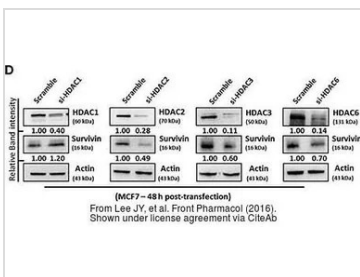 D
Scramble si-HDAC1 Scramble si-HDAC2 Scramble si-HDAC3 Scramble si-HDAC6
Relative Band intensity
HDAC1 (60 kDa) HDAC2 (70 kDa) HDAC3 (50 kDa) HDAC6 (131 kDa)
1.00 0.40 1.00 0.28 1.00 0.11 1.00 0.14
Survivin (16 kDa) Survivin (16 kDa) Survivin (16 kDa) Survivin (16 kDa)
1.00 1.20 1.00 0.49 1.00 0.60 1.00 0.70
Actin (43 kDa) Actin (43 kDa) Actin (43 kDa) Actin (43 kDa)
(MCF7 – 48 h post-transfection)
From Lee JY, et al. Front Pharmacol (2016).
Shown under license agreement via CiteAb